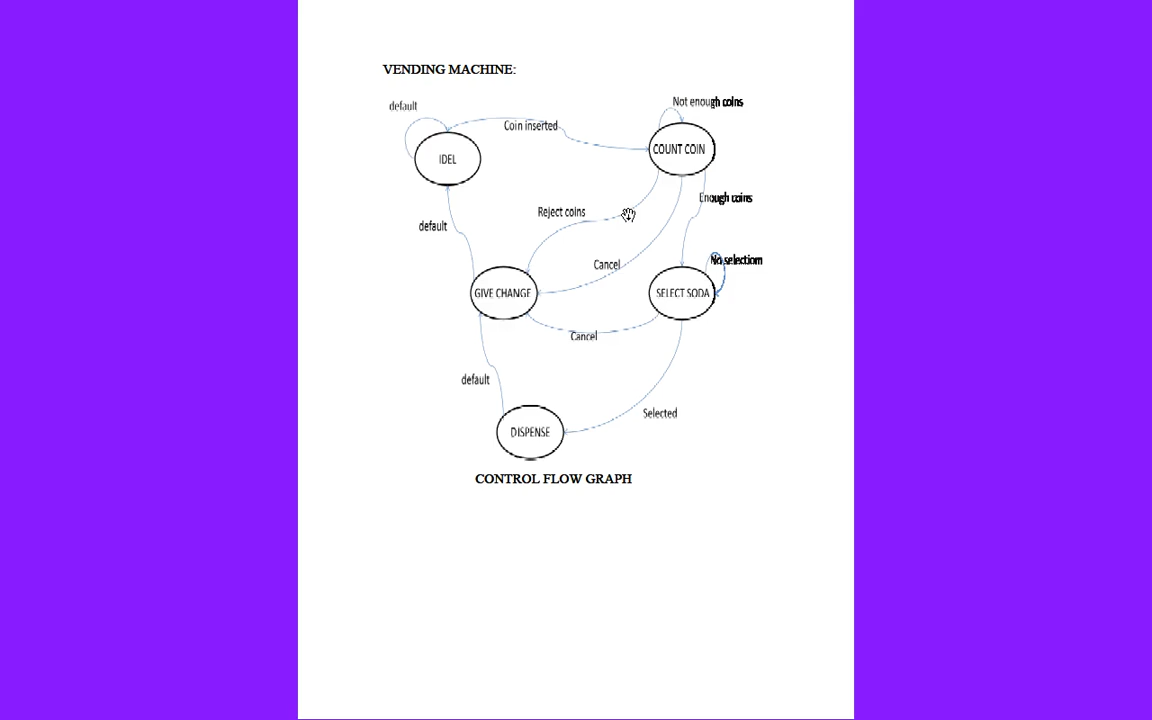 VENDING MACHINE:
default
Not enough coins
Coin inserted
IDEL
COUNT COIN
Enough coins
Reject coins
default
Cancel
No selectiom
GIVE CHANGE
SELECT SODA
Cancel
default
Selected
DISPENSE
CONTROL FLOW GRAPH